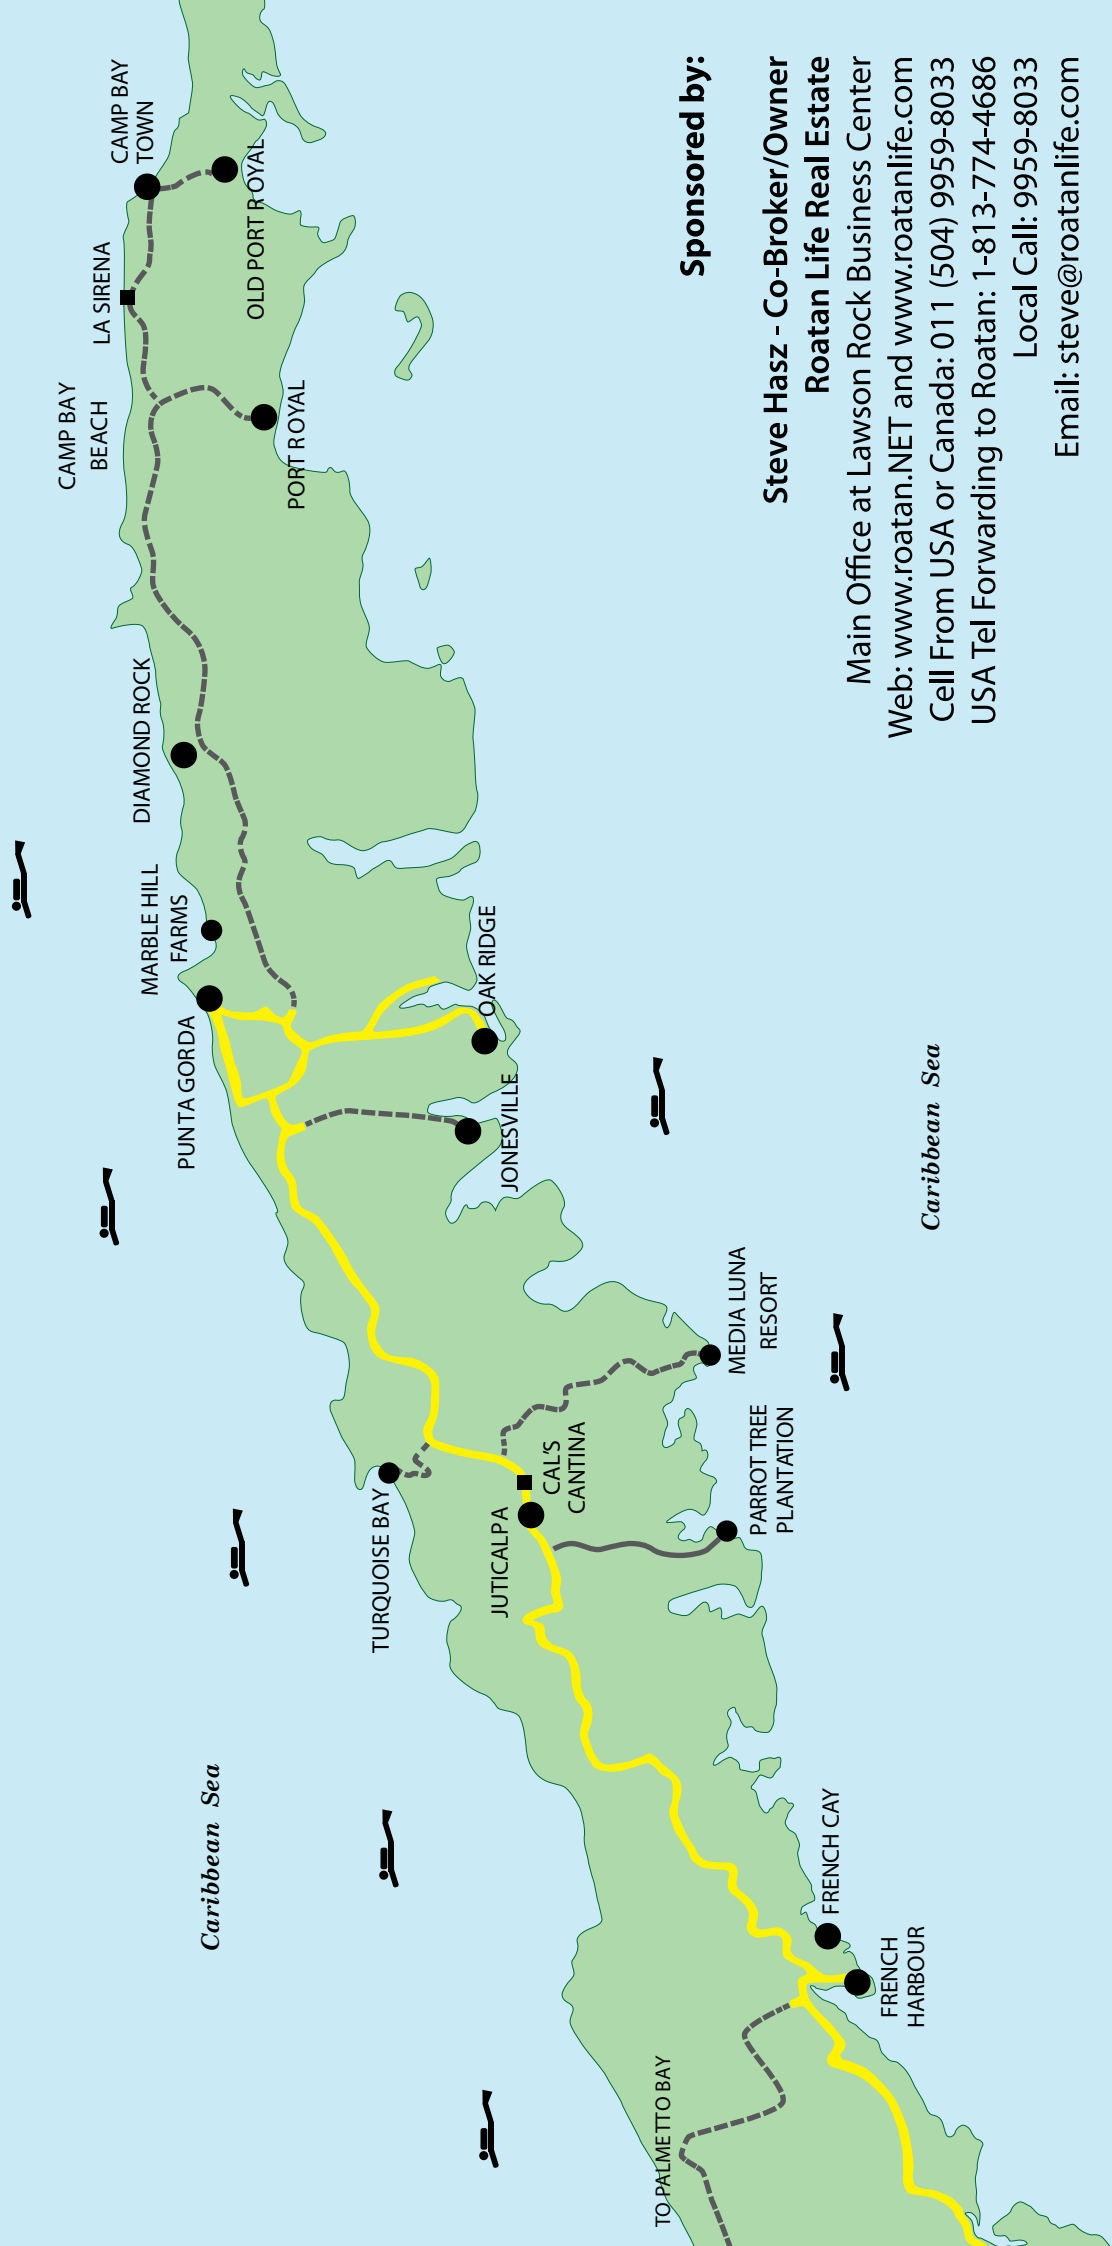 CAMP BAY
TOWN
LA SIRENA
OLD PORT ROYAL
CAMP BAY
BEACH
PORT ROYAL
DIAMOND ROCK
MARBLE HILL
FARMS
PUNTA GORDA
OAK RIDGE
JONESVILLE
MEDIA LUNA
RESORT
CAL'S
CANTINA
PARROT TREE
PLANTATION
JUTICALPA
TURQUOISE BAY
FRENCH CAY
FRENCH
HARBOUR
TO PALMETTO BAY
Caribbean Sea
Caribbean Sea
Sponsored by:
Steve Hasz - Co-Broker/Owner
Roatan Life Real Estate
Main Office at Lawson Rock Business Center
Web: www.roatan.NET and www.roatanlife.com
Cell From USA or Canada: 011 (504) 9959-8033
USA Tel Forwarding to Roatan: 1-813-774-4686
Local Call: 9959-8033
Email: steve@roatanlife.com